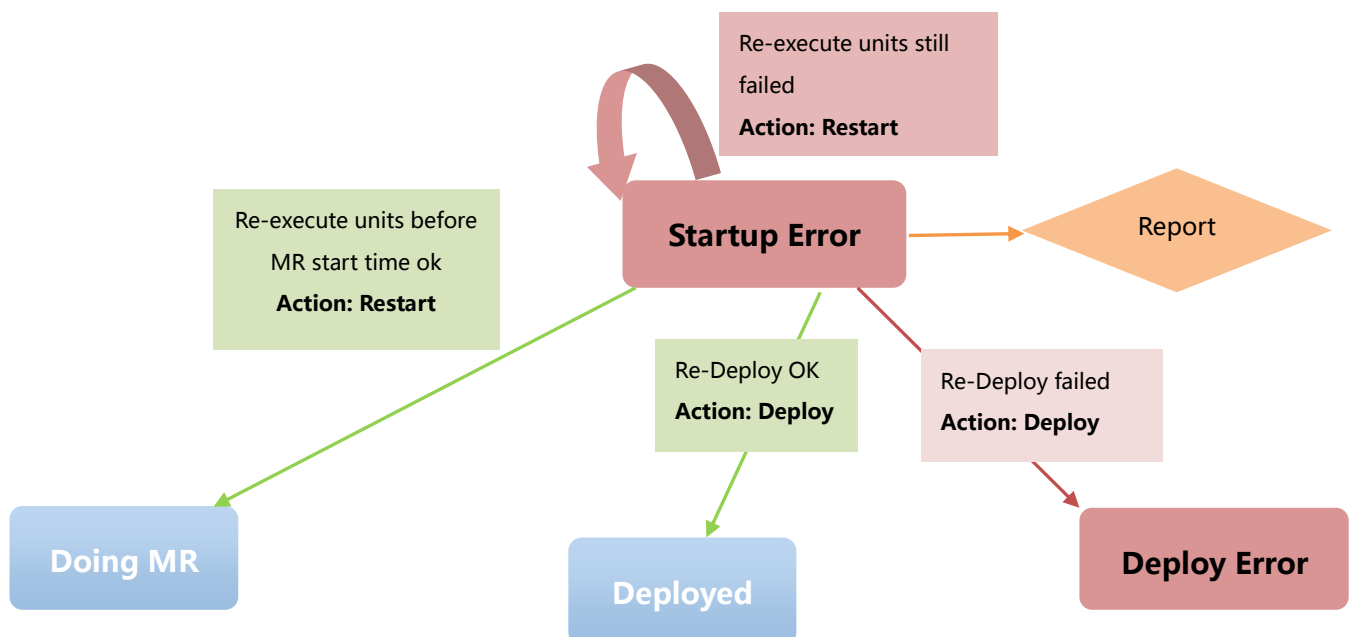 Re-execute units still
failed
Action: Restart
Re-execute units before
MR start time ok
Action: Restart
Startup Error
Report
Re-Deploy OK
Action: Deploy
Re-Deploy failed
Action: Deploy
Doing MR
Deployed
Deploy Error